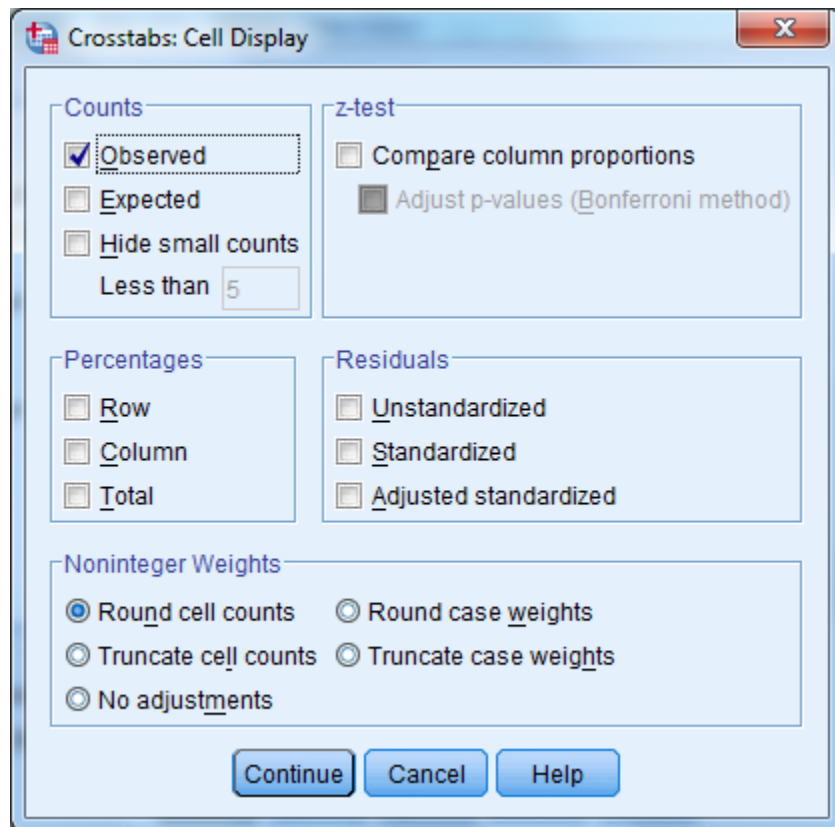 Crosstabs: Cell Display
Counts
Observed
Expected
Hide small counts
Less than 5
z-test
Compare column proportions
Adjust p-values (Bonferroni method)
Percentages
Row
Column
Total
Residuals
Unstandardized
Standardized
Adjusted standardized
Noninteger Weights
Round cell counts Round case weights
Truncate cell counts Truncate case weights
No adjustments
Continue Cancel Help